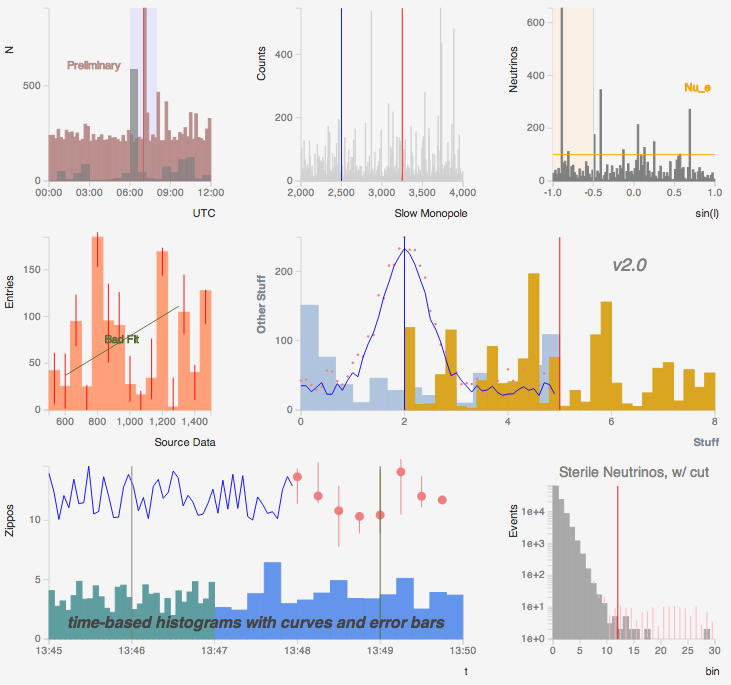 N
500
0
Preliminary
00:00 03:00 06:00 09:00 12:00
UTC
Counts
400
200
0
2,000 2,500 3,000 3,500 4,000
Slow Monopole
Neutrinos
600
400
200
0
Nu_e
-1.0 -0.5 0.0 0.5 1.0
sin(l)
Entries
150
100
50
0
Bad Fit
600 800 1,000 1,200 1,400
Source Data
Other Stuff
200
100
0
v2.0
0 2 4 6 8
Stuff
Zippos
10
5
0
time-based histograms with curves and error bars
13:45 13:46 13:47 13:48 13:49 13:50
t
Sterile Neutrinos, w/ cut
Events
1e+4
1e+3
1e+2
1e+1
1e+0
0 5 10 15 20 25 30
bin